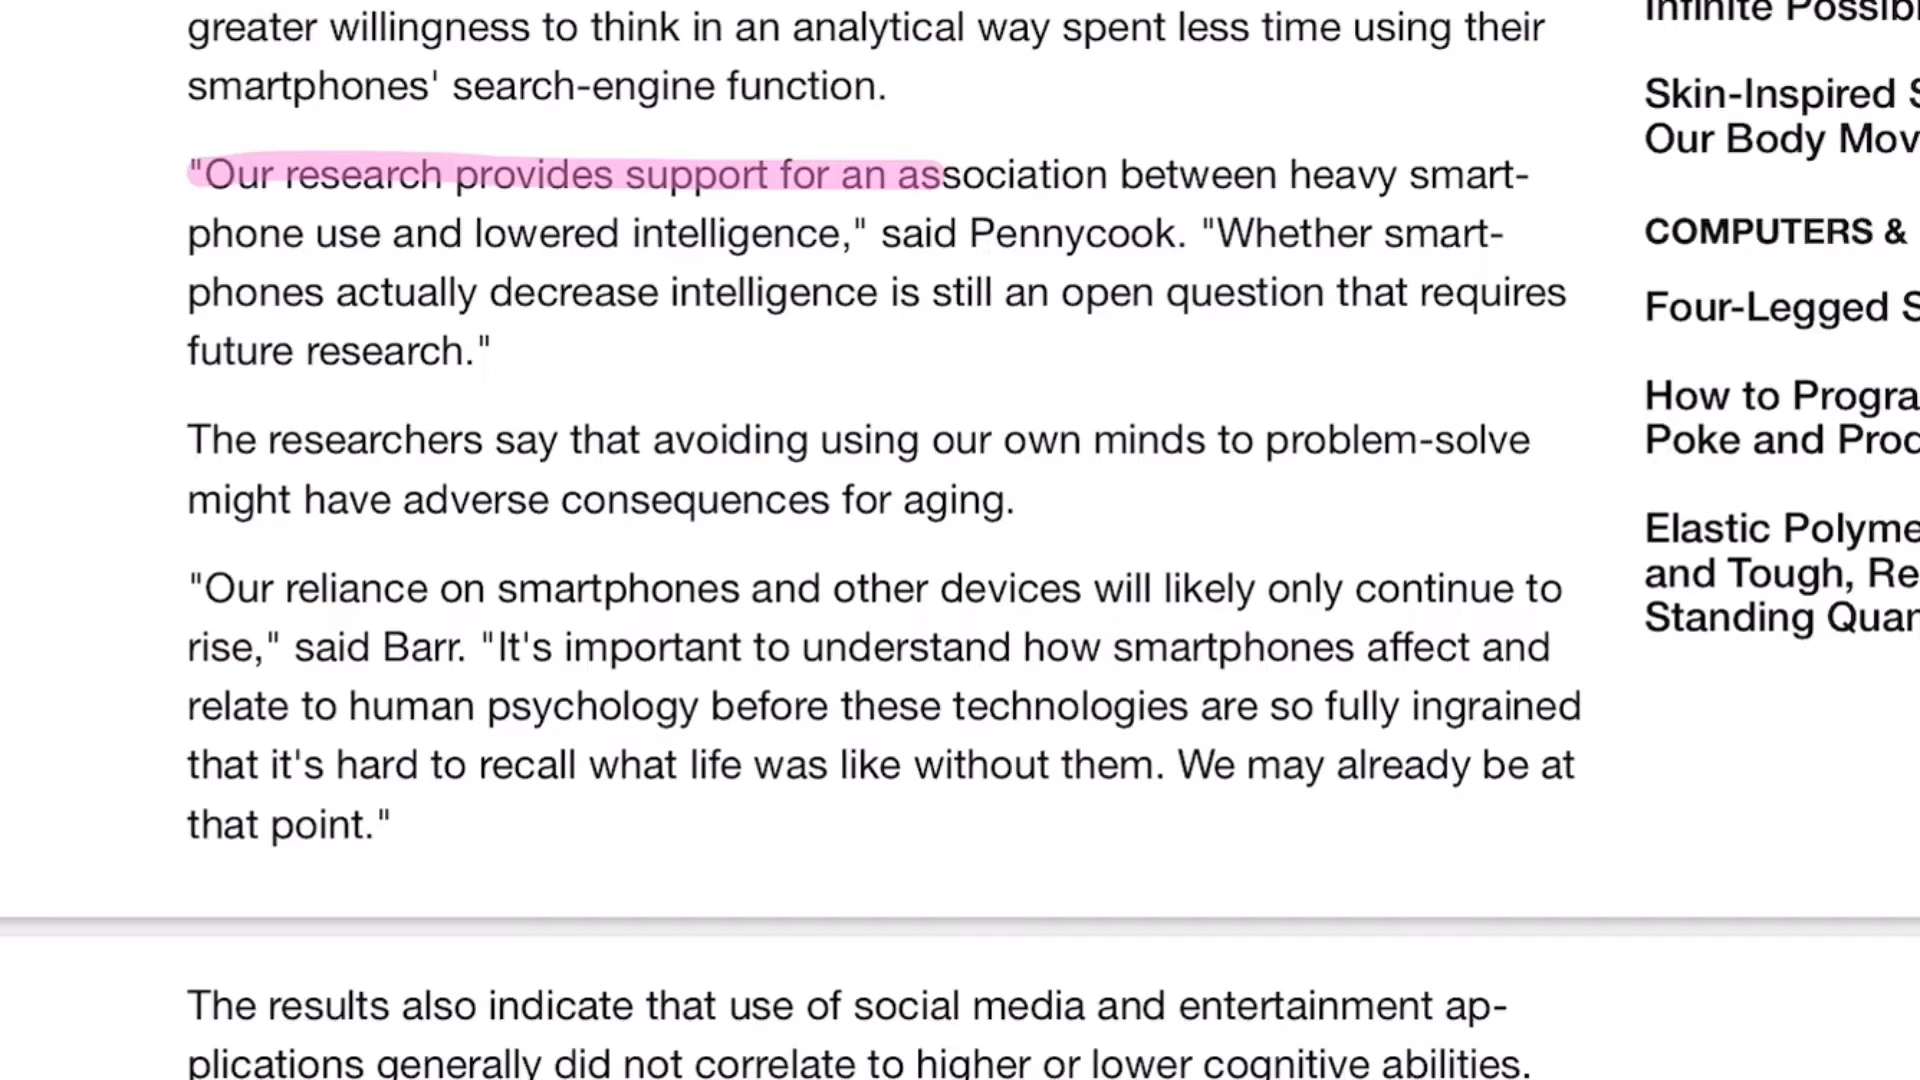 greater willingness to think in an analytical way spent less time using their
smartphones' search-engine function.
"Our research provides support for an association between heavy smart-
phone use and lowered intelligence," said Pennycook. "Whether smart-
phones actually decrease intelligence is still an open question that requires
future research."
The researchers say that avoiding using our own minds to problem-solve
might have adverse consequences for aging.
"Our reliance on smartphones and other devices will likely only continue to
rise," said Barr. "It's important to understand how smartphones affect and
relate to human psychology before these technologies are so fully ingrained
that it's hard to recall what life was like without them. We may already be at
that point."
The results also indicate that use of social media and entertainment ap-
plications generally did not correlate to higher or lower cognitive abilities.
Infinite
Skin-Inspired
Our Body
COMPUTERS &
Four-Legged
How to
Poke and
Elastic
and Tough,
Standing